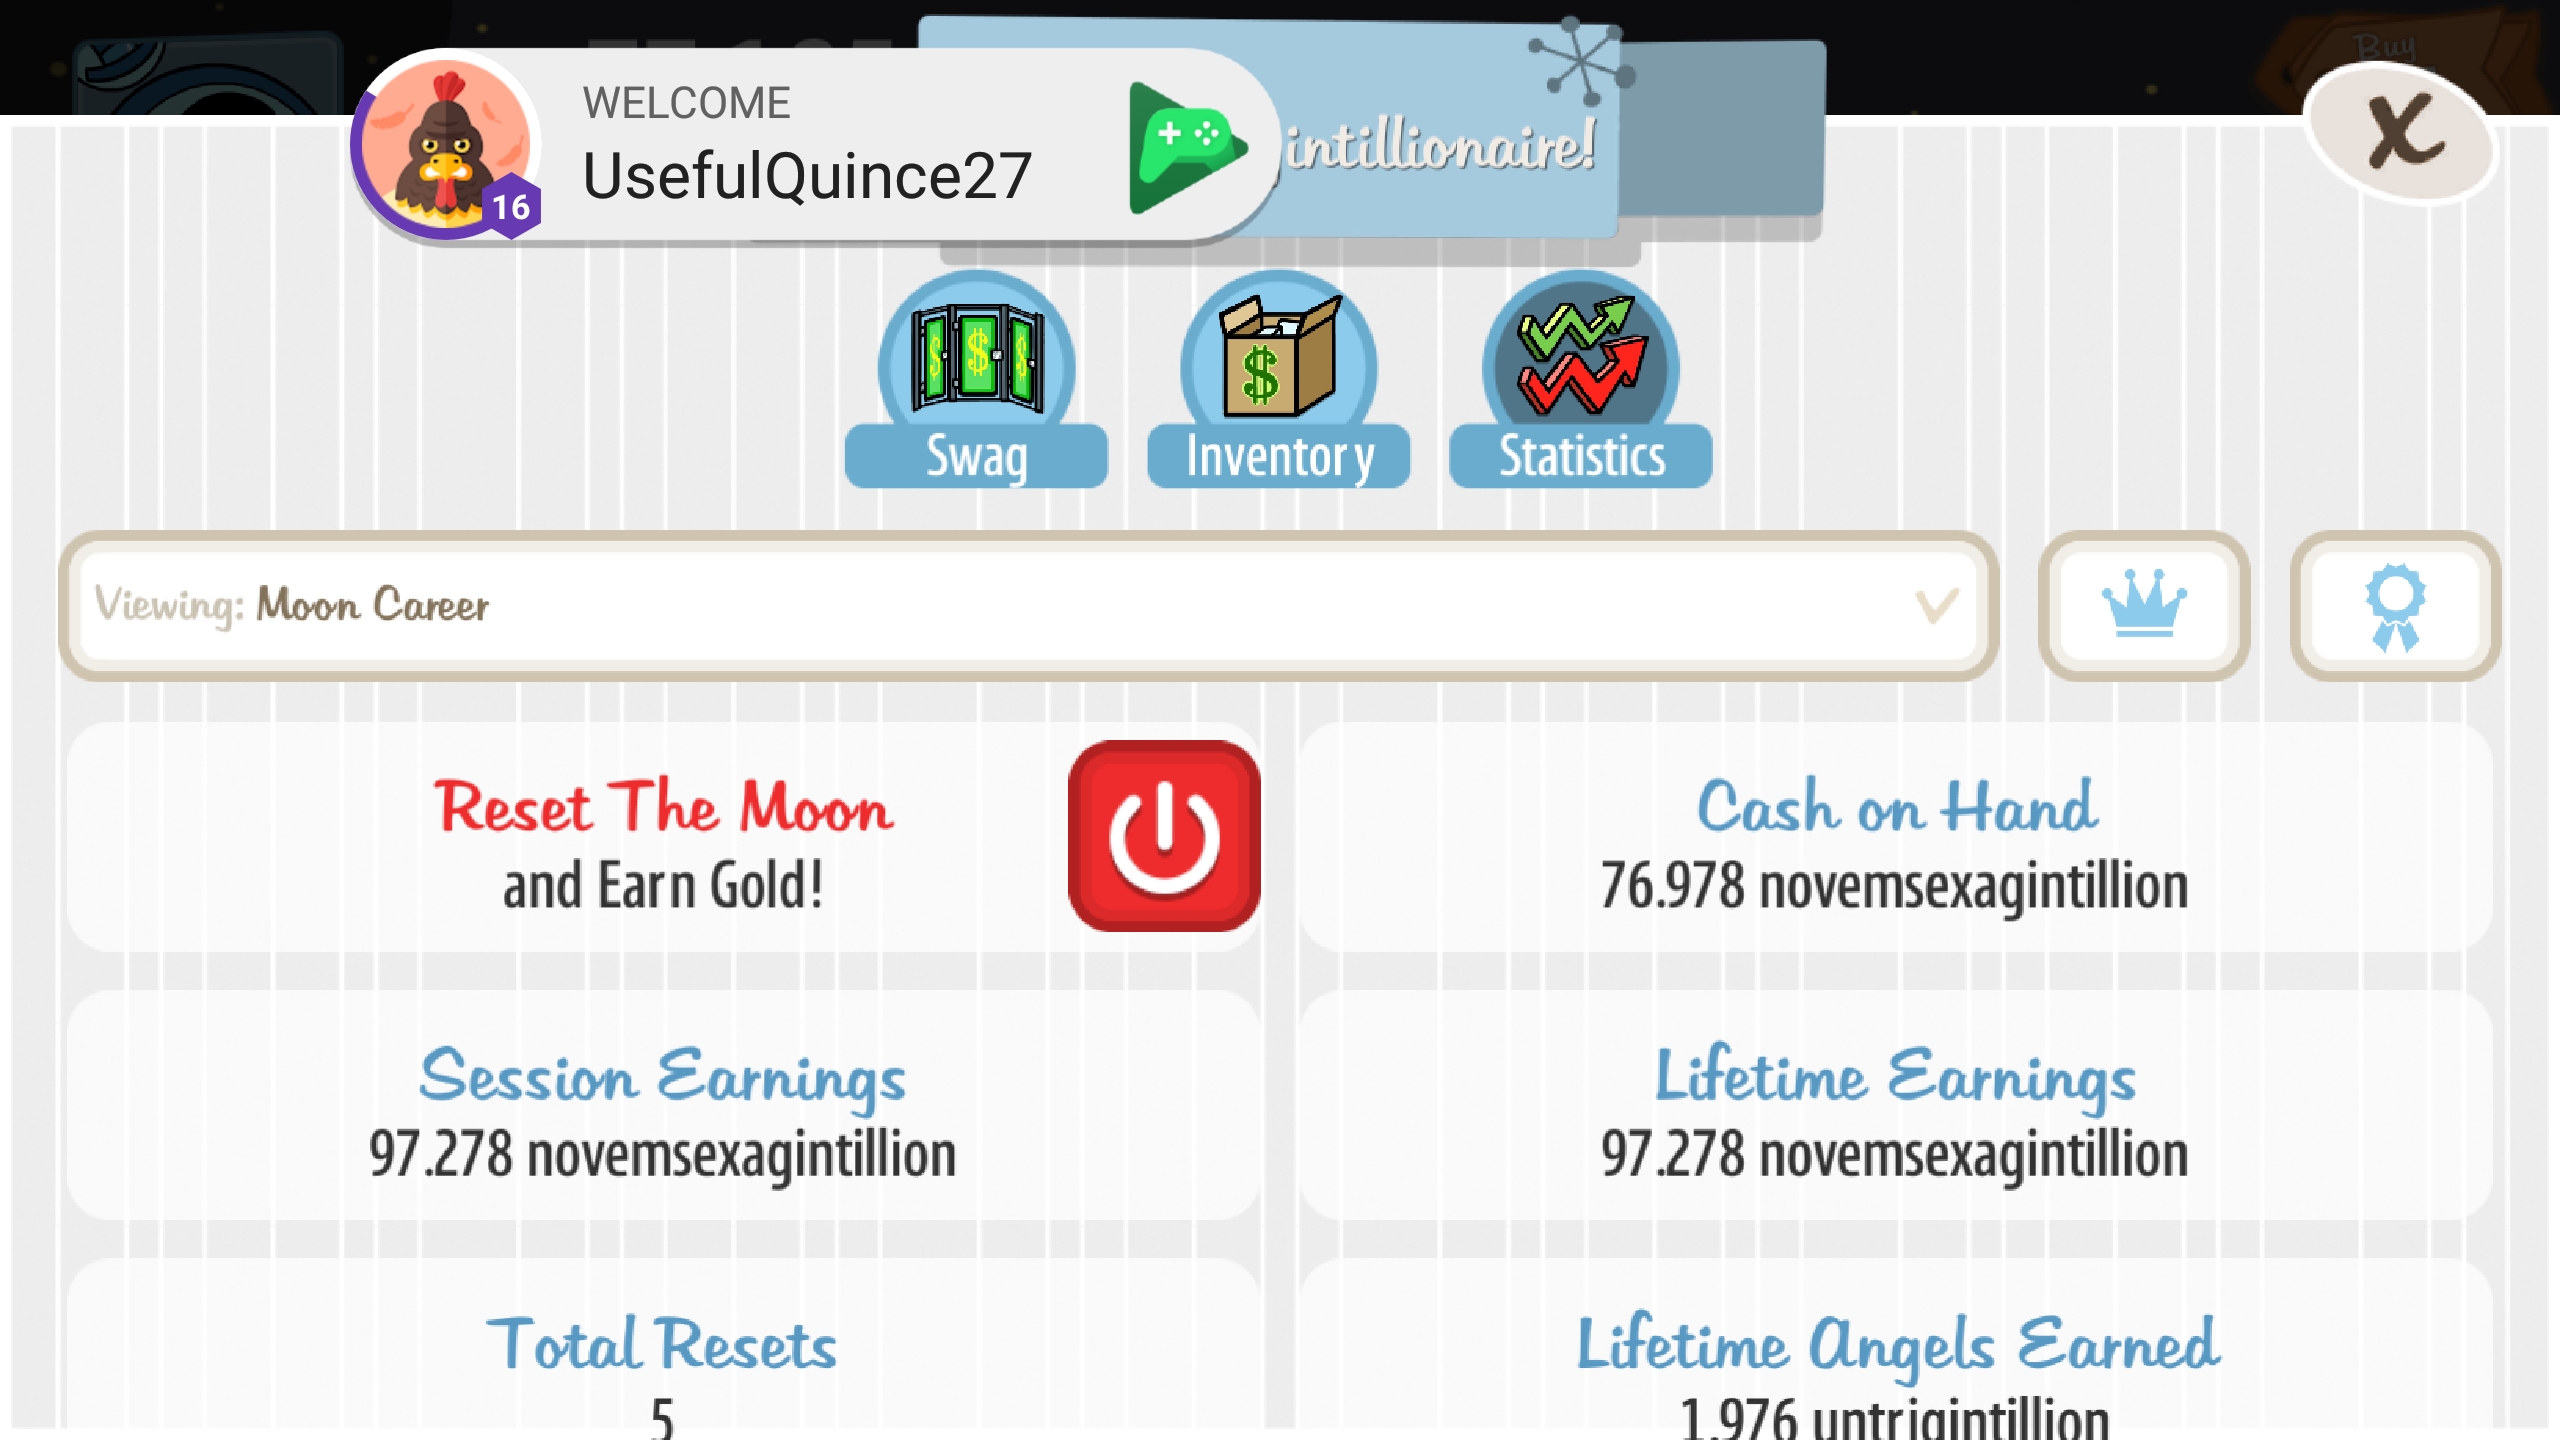 Buy
WELCOME
UsefulQuince27
16
intillionaire!
X
Swag
Inventory
Statistics
Viewing: Moon Career
Reset The Moon
and Earn Gold!
Cash on Hand
76.978 novemsexagintillion
Session Earnings
97.278 novemsexagintillion
Lifetime Earnings
97.278 novemsexagintillion
Total Resets
5
Lifetime Angels Earned
1.976 untrigintillion